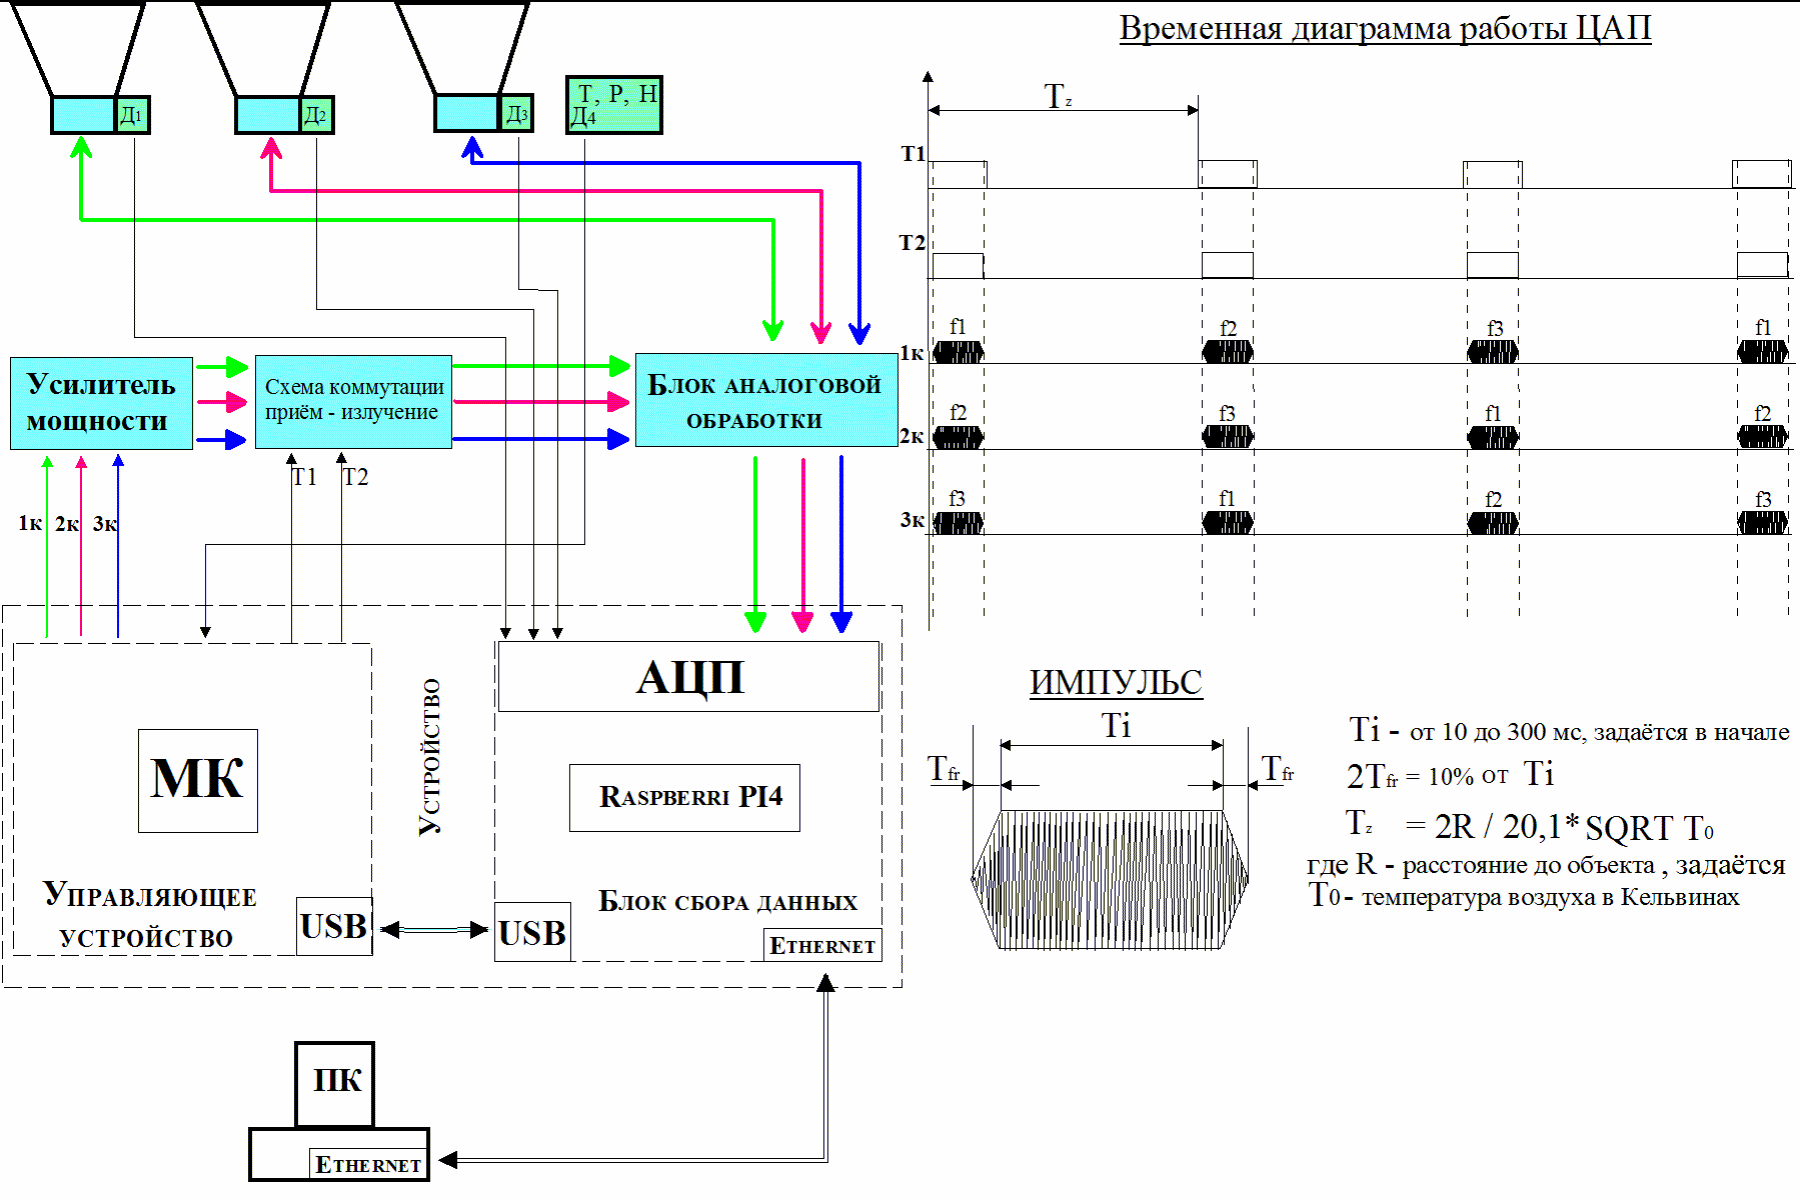 Временная диаграмма работы ЦАП
Д1
Д2
Д3
T, P, H
Д4
Tz
T1
T2
f1
f2
f3
f1
1к
f2
f3
f1
f2
2к
f3
f1
f2
f3
3к
Усилитель
мощности
Схема коммутации
приём - излучение
Блок аналоговой
обработки
T1
T2
1к
2к
3к
АЦП
МК
Устройство
Raspberri PI4
Управляющее
устройство
USB
USB
Блок сбора данных
Ethernet
ПК
Ethernet
ИМПУЛЬС
Ti
Tfr
Tfr
Ti - от 10 до 300 мс, задаётся в начале
2Tfr = 10% от Ti
Tz = 2R / 20,1* SQRT T0
где R - расстояние до объекта , задаётся
T0 - температура воздуха в Кельвинах